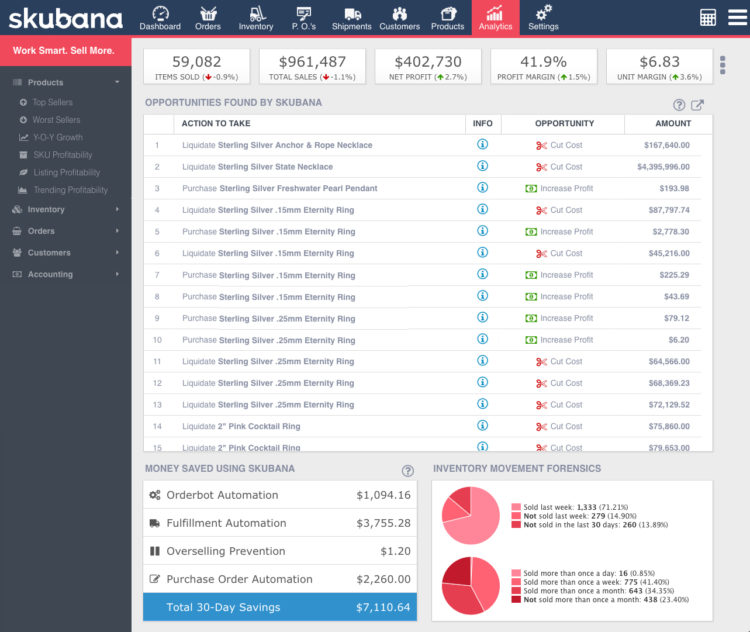 skubana
Dashboard Orders Inventory P. O.'s Shipments Customers Products Analytics Settings
Work Smart. Sell More.
Products
Top Sellers
Worst Sellers
Y-O-Y Growth
SKU Profitability
Listing Profitability
Trending Profitability
Inventory
Orders
Customers
Accounting
59,082
ITEMS SOLD (-0.9%)
$961,487
TOTAL SALES (-1.1%)
$402,730
NET PROFIT (2.7%)
41.9%
PROFIT MARGIN (1.5%)
$6.83
UNIT MARGIN (3.6%)
OPPORTUNITIES FOUND BY SKUBANA
ACTION TO TAKE INFO OPPORTUNITY AMOUNT
1 Liquidate Sterling Silver Anchor & Rope Necklace Cut Cost $167,640.00
2 Liquidate Sterling Silver State Necklace Cut Cost $4,395,996.00
3 Purchase Sterling Silver Freshwater Pearl Pendant Increase Profit $193.98
4 Liquidate Sterling Silver .15mm Eternity Ring Cut Cost $87,797.74
5 Purchase Sterling Silver .15mm Eternity Ring Increase Profit $2,778.30
6 Liquidate Sterling Silver .15mm Eternity Ring Cut Cost $45,216.00
7 Purchase Sterling Silver .15mm Eternity Ring Increase Profit $225.29
8 Purchase Sterling Silver .15mm Eternity Ring Increase Profit $43.69
9 Purchase Sterling Silver .25mm Eternity Ring Increase Profit $79.12
10 Purchase Sterling Silver .25mm Eternity Ring Increase Profit $6.20
11 Liquidate Sterling Silver .25mm Eternity Ring Cut Cost $64,566.00
12 Liquidate Sterling Silver .25mm Eternity Ring Cut Cost $68,369.23
13 Liquidate Sterling Silver .25mm Eternity Ring Cut Cost $72,129.52
14 Liquidate 2" Pink Cocktail Ring Cut Cost $75,860.00
15 Liquidate 2" Pink Cocktail Ring Cut Cost $79,653.00
MONEY SAVED USING SKUBANA
Orderbot Automation $1,094.16
Fulfillment Automation $3,755.28
Overselling Prevention $1.20
Purchase Order Automation $2,260.00
Total 30-Day Savings $7,110.64
INVENTORY MOVEMENT FORENSICS
Sold last week: 1,333 (71.21%)
Not sold last week: 279 (14.90%)
Not sold in the last 30 days: 260 (13.89%)
Sold more than once a day: 16 (0.85%)
Sold more than once a week: 775 (41.40%)
Sold more than once a month: 643 (34.35%)
Not sold more than once a month: 438 (23.40%)